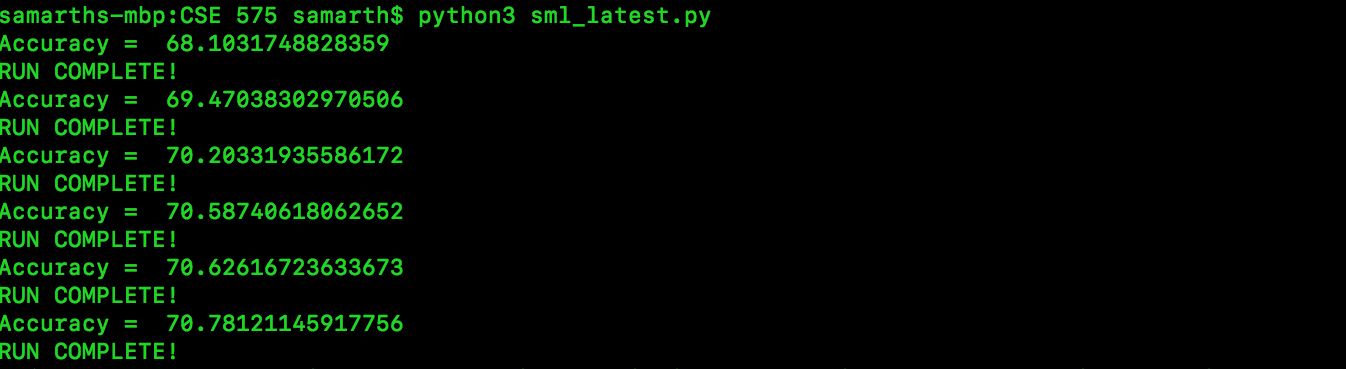 samarths-mbp:CSE 575 samarth$ python3 sml_latest.py
Accuracy =  68.1031748828359
RUN COMPLETE!
Accuracy =  69.47038302970506
RUN COMPLETE!
Accuracy =  70.20331935586172
RUN COMPLETE!
Accuracy =  70.58740618062652
RUN COMPLETE!
Accuracy =  70.62616723633673
RUN COMPLETE!
Accuracy =  70.78121145917756
RUN COMPLETE!